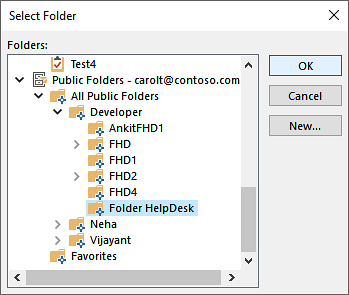 Select Folder
Folders:
Test4
Public Folders - carolt@contoso.com
All Public Folders
Developer
AnkitFHD1
FHD
FHD1
FHD2
FHD4
Folder HelpDesk
Neha
Vijayant
Favorites
OK
Cancel
New...